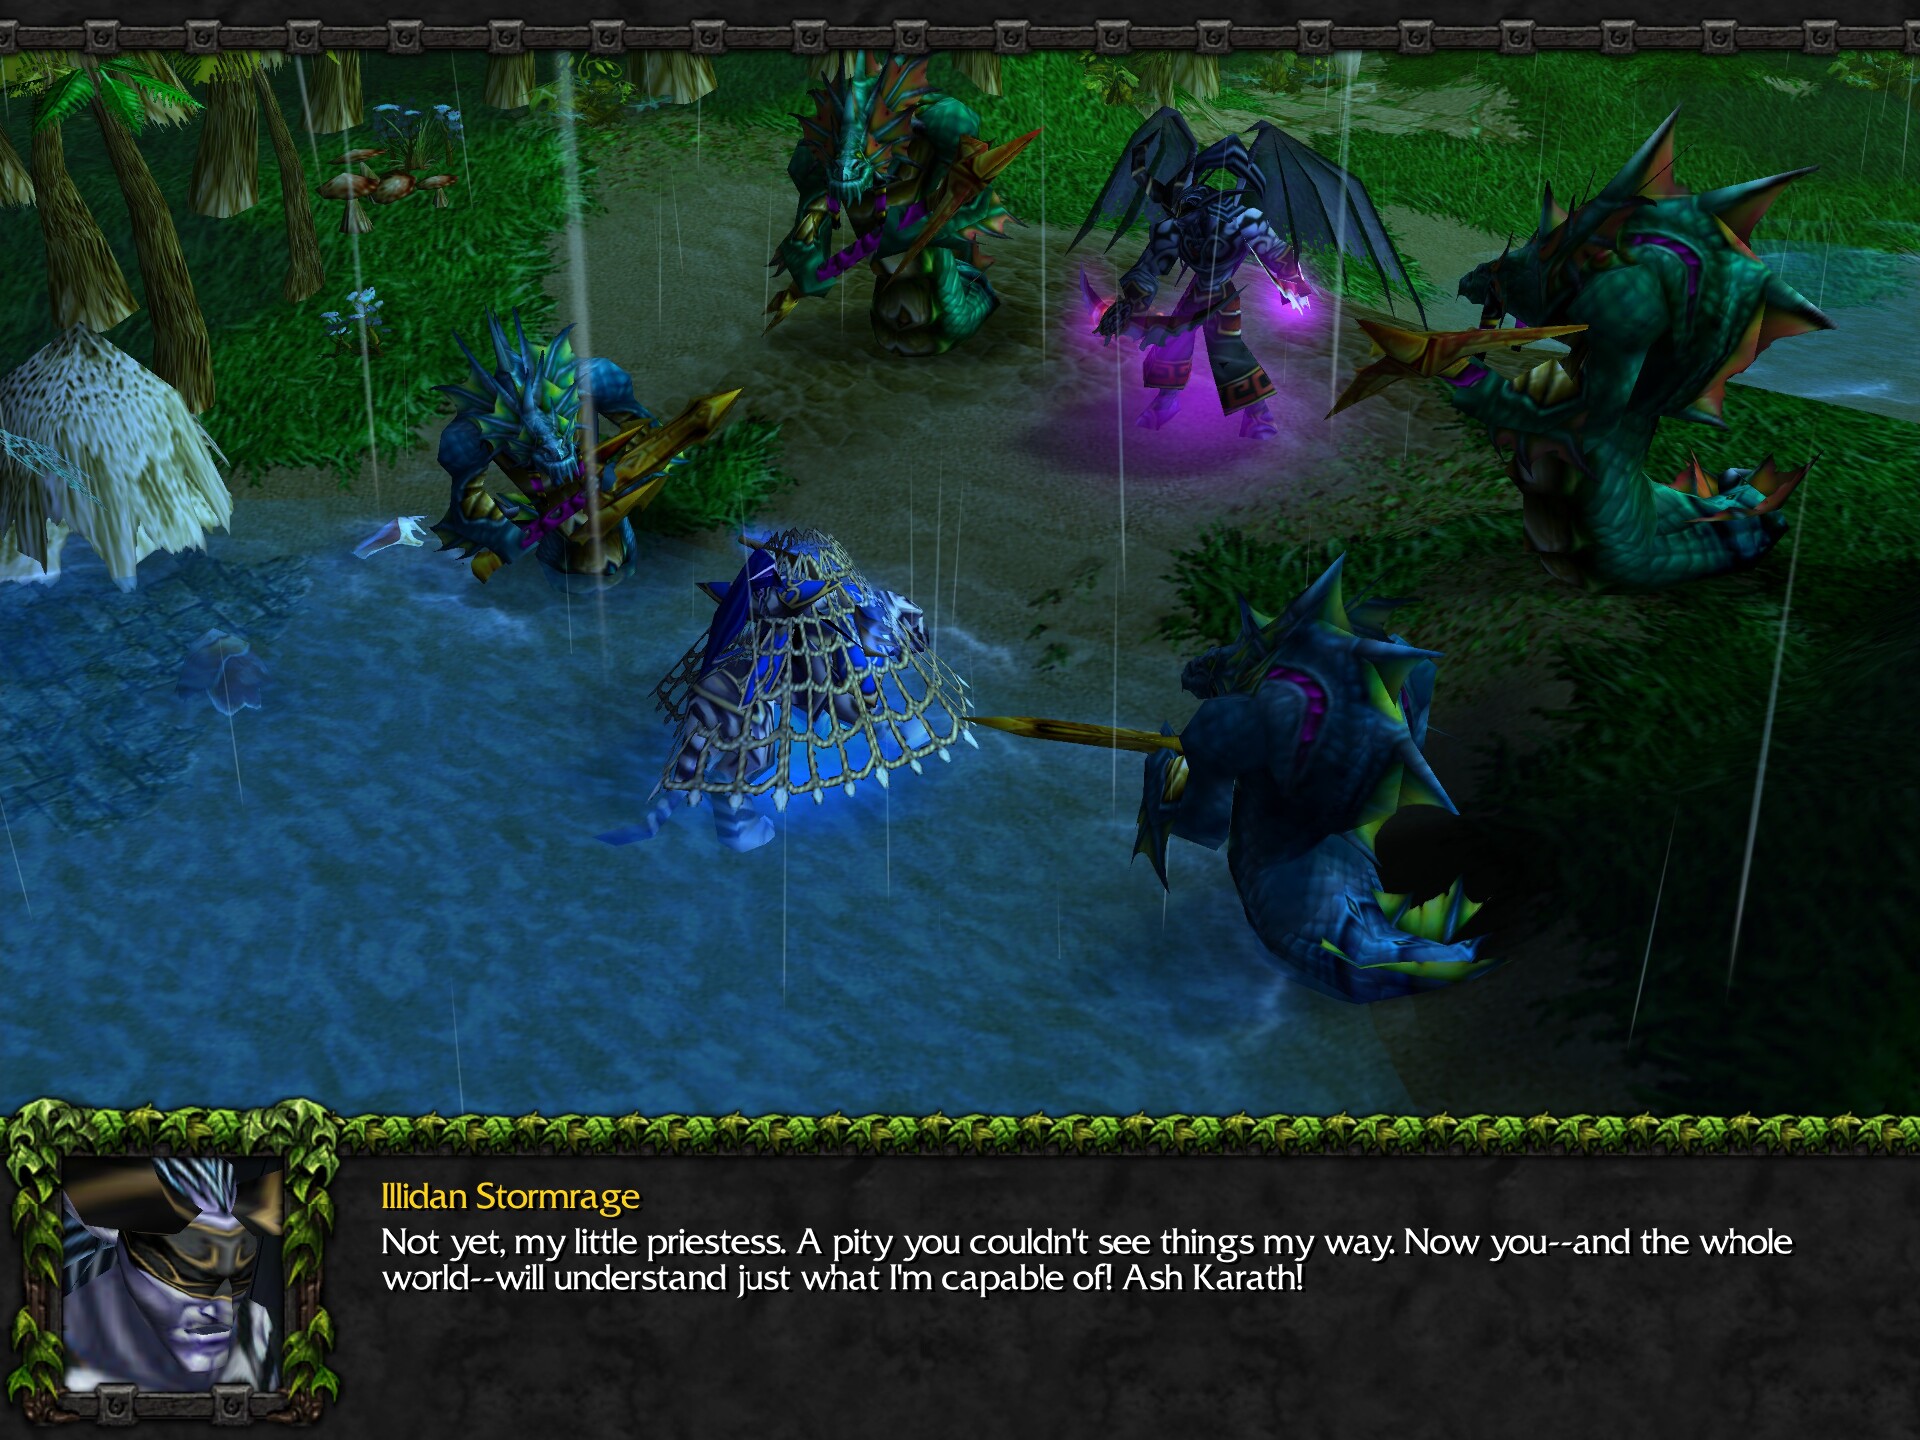 Illidan Stormrage
Not yet, my little priestess. A pity you couldn't see things my way. Now you--and the whole
world--will understand just what I'm capable of! Ash Karath!